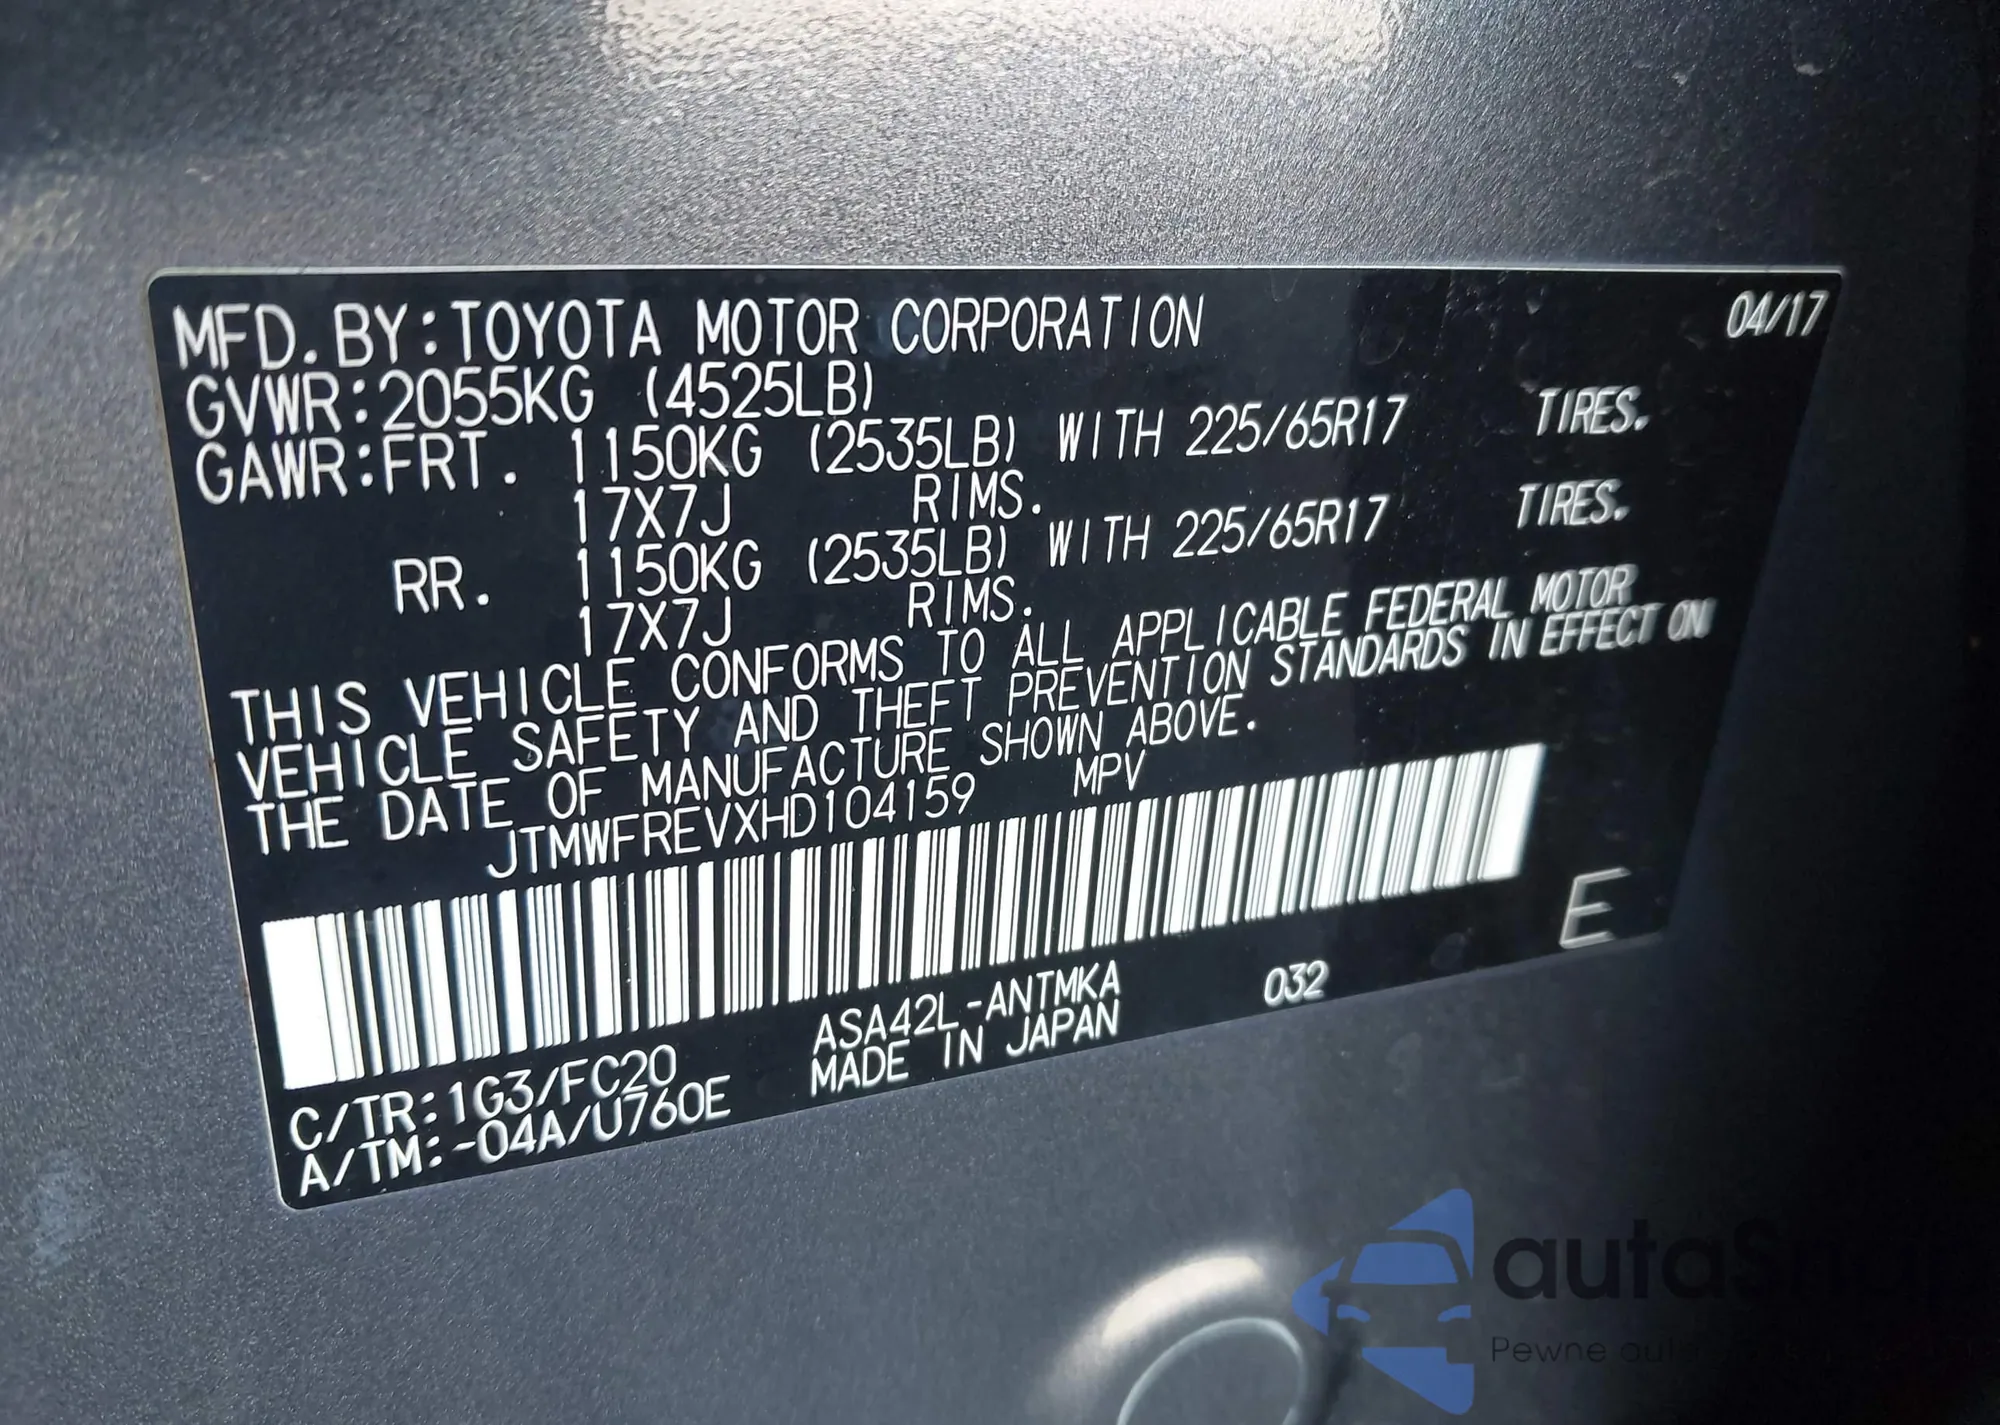 MFD.BY:TOYOTA MOTOR CORPORATION 04/17
GVWR:2055KG (4525LB)
GAWR:FRT. 1150KG (2535LB) WITH 225/65R17 TIRES.
17X7J RIMS.
RR. 1150KG (2535LB) WITH 225/65R17 TIRES.
17X7J RIMS.
THIS VEHICLE CONFORMS TO ALL APPLICABLE FEDERAL MOTOR
VEHICLE SAFETY AND THEFT PREVENTION STANDARDS IN EFFECT ON
THE DATE OF MANUFACTURE SHOWN ABOVE.
JTMWFREVXHD104159 MPV
E
ASA42L-ANTMKA 032
C/TR:1G3/FC20 MADE IN JAPAN
A/TM:-04A/U760E
Pewne